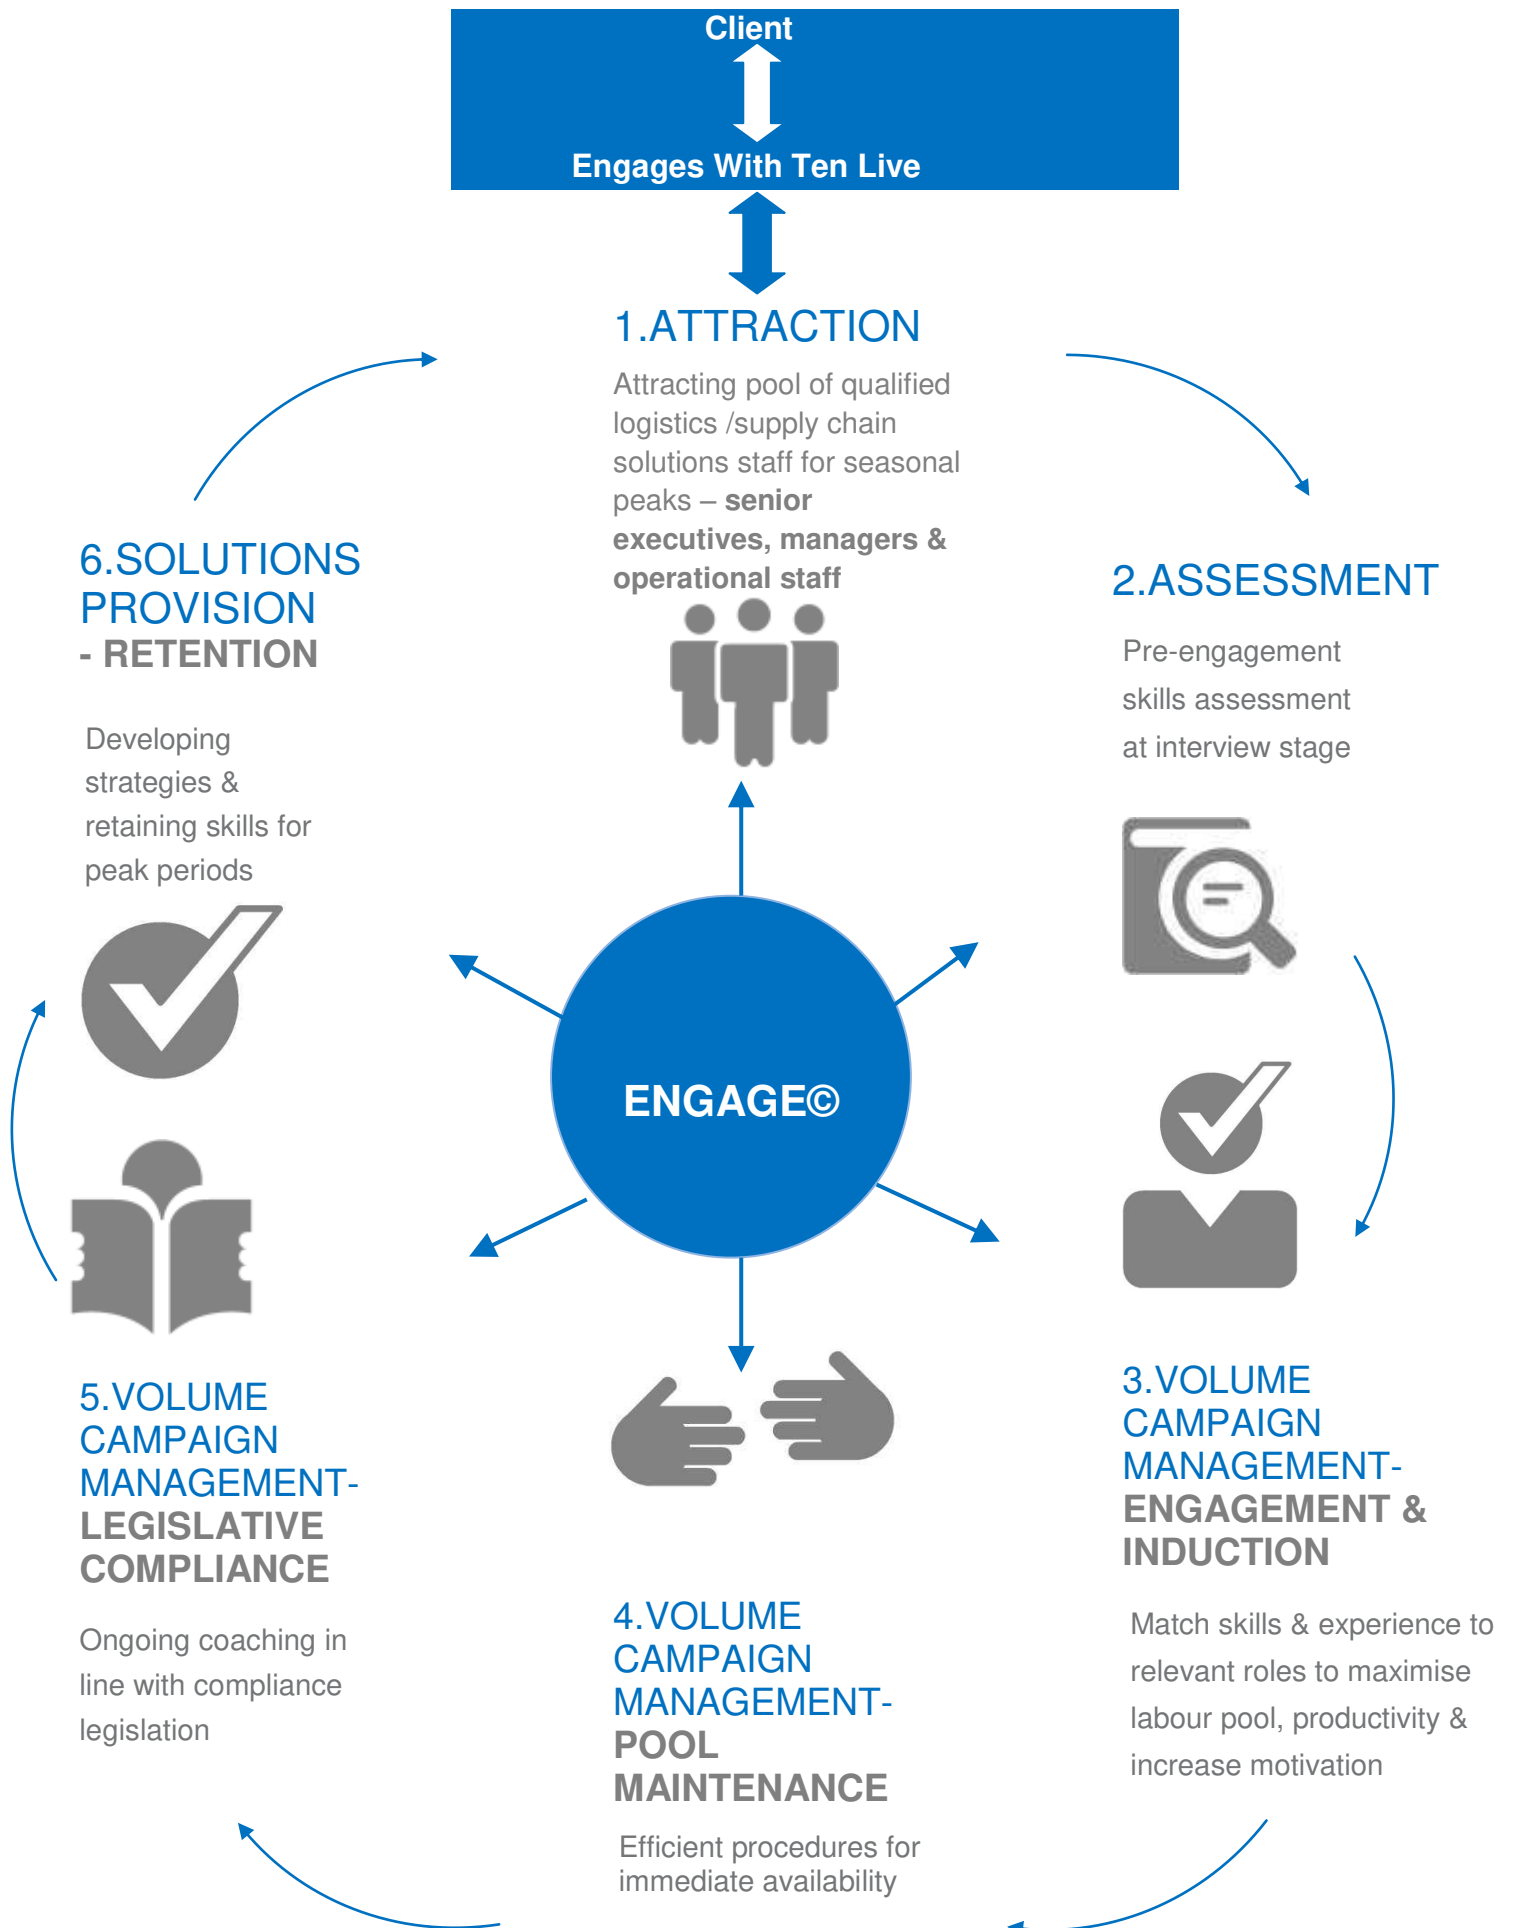 Client
Engages With Ten Live
1.ATTRACTION
Attracting pool of qualified
logistics /supply chain
solutions staff for seasonal
peaks – senior
executives, managers &
operational staff
2.ASSESSMENT
Pre-engagement
skills assessment
at interview stage
3.VOLUME
CAMPAIGN
MANAGEMENT-
ENGAGEMENT &
INDUCTION
Match skills & experience to
relevant roles to maximise
labour pool, productivity &
increase motivation
4.VOLUME
CAMPAIGN
MANAGEMENT-
POOL
MAINTENANCE
Efficient procedures for
immediate availability
5.VOLUME
CAMPAIGN
MANAGEMENT-
LEGISLATIVE
COMPLIANCE
Ongoing coaching in
line with compliance
legislation
6.SOLUTIONS
PROVISION
- RETENTION
Developing
strategies &
retaining skills for
peak periods
ENGAGE©